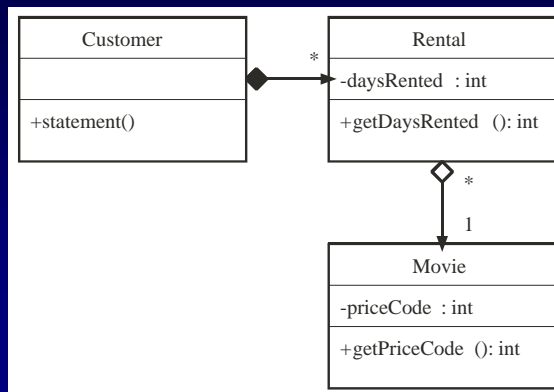 Customer
+statement()
*
Rental
-daysRented : int
+getDaysRented (): int
*
1
Movie
-priceCode : int
+getPriceCode (): int